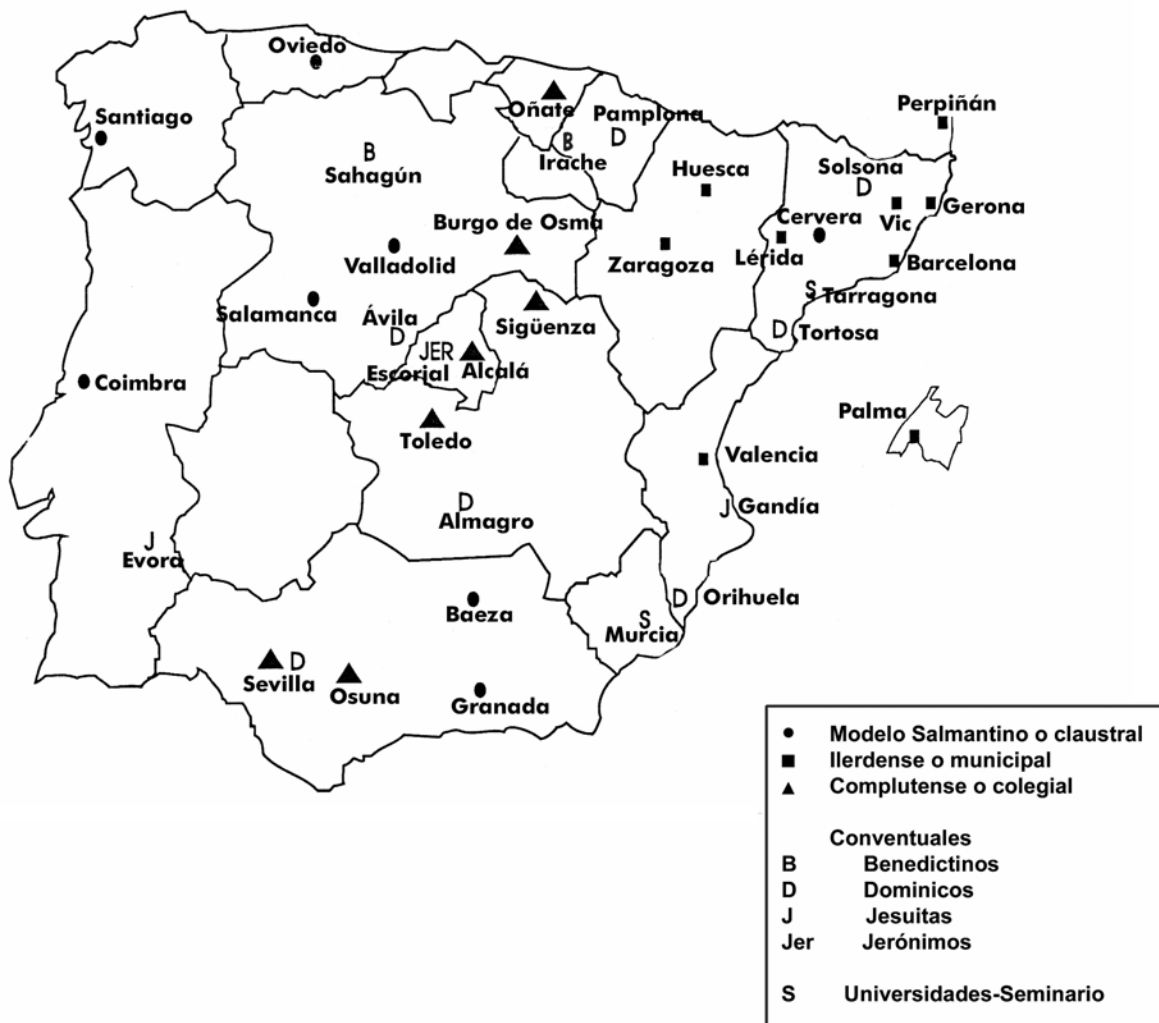 Oviedo
Santiago
Oñate
Pamplona
D
Perpiñán
B
Irache
B
Sahagún
Huesca
Solsona
D
Vic
Gerona
Cervera
Burgo de Osma
Valladolid
Zaragoza
Lérida
Barcelona
Salamanca
Ávila
D
Sigüenza
S
Tarragona
D
Tortosa
JER
Escorial
Alcalá
Coimbra
Toledo
Palma
Valencia
D
Almagro
J
Gandía
J
Evora
Baeza
D
Orihuela
S
Murcia
D
Sevilla
Osuna
Granada
● Modelo Salmantino o claustral
■ Ilerdense o municipal
▲ Complutense o colegial
Conventuales
B Benedictinos
D Dominicos
J Jesuitas
Jer Jerónimos
S Universidades-Seminario